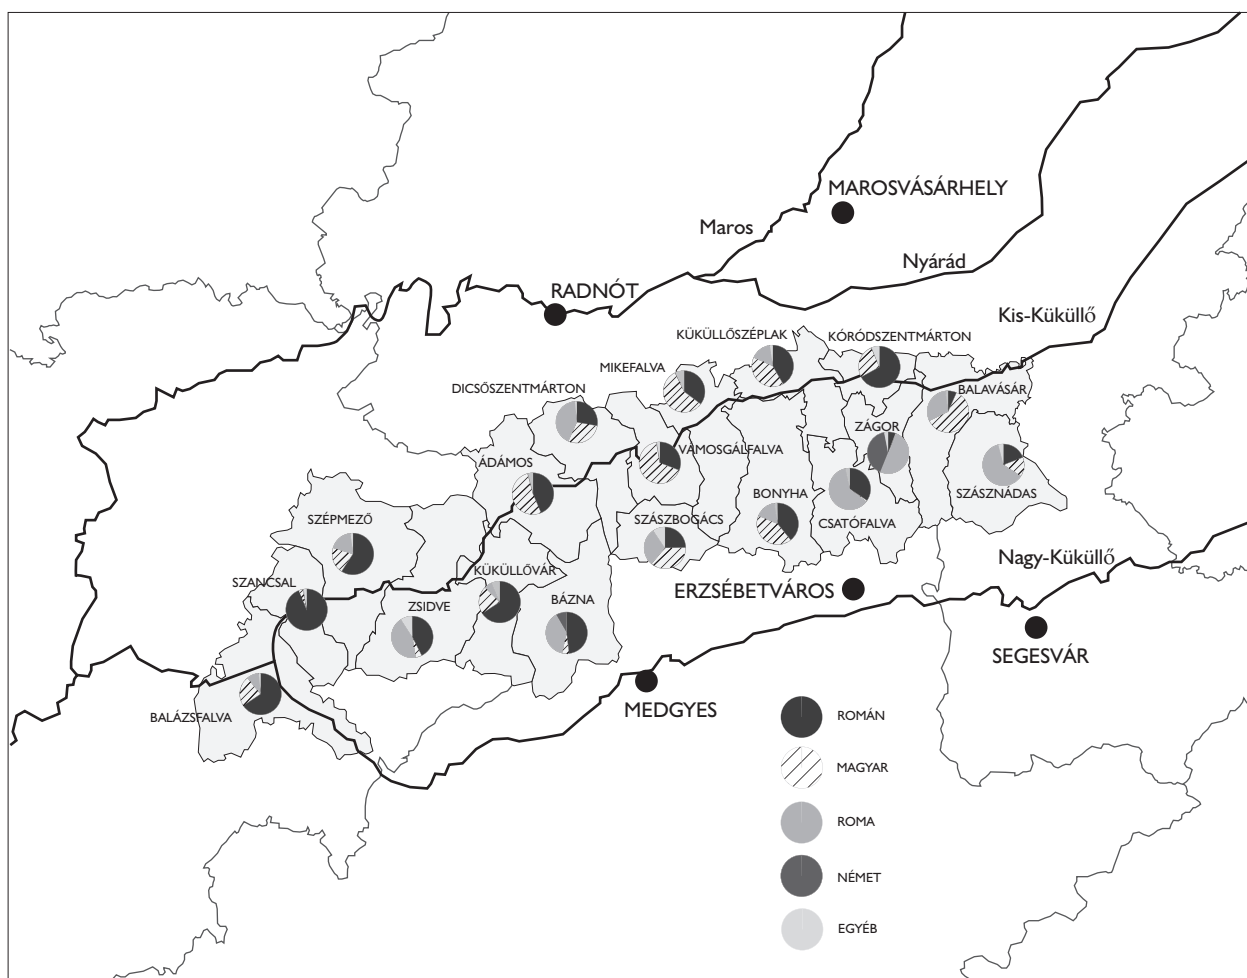 MAROSVÁSÁRHELY
Maros
Nyárád
RADNÓT
Kis-Küküllő
KÜKÜLLŐSZÉPLAK
KÓRÓDSZENTMÁRTON
MIKEFALVA
DICSŐSZENTMÁRTON
BALAVÁSÁR
ZÁGOR
VÁMOSGÁLFALVA
ÁDÁMOS
BONYHA
SZÁSZNÁDAS
SZÉPMEZŐ
SZÁSZBOGÁCS
CSATÓFALVA
Nagy-Küküllő
SZANCSAL
KÜKÜLLŐVÁR
ERZSÉBETVÁROS
ZSIDVE
BÁZNA
SEGESVÁR
BALÁZSFALVA
MEDGYES
ROMÁN
MAGYAR
ROMA
NÉMET
EGYÉB